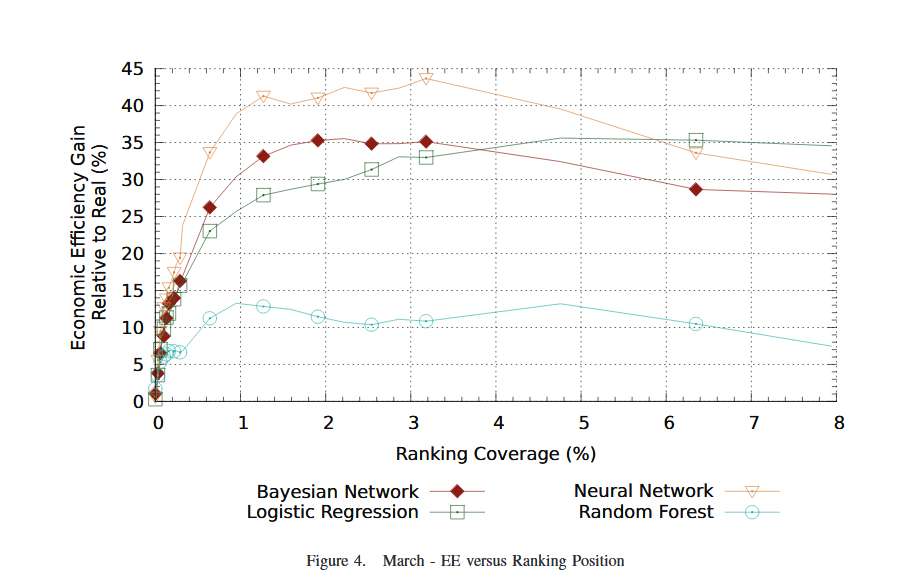 45
40
35
30
25
20
15
10
5
0
Economic Efficiency Gain
Relative to Real (%)
0 1 2 3 4 5 6 7 8
Ranking Coverage (%)
Bayesian Network Neural Network
Logistic Regression Random Forest
Figure 4. March - EE versus Ranking Position